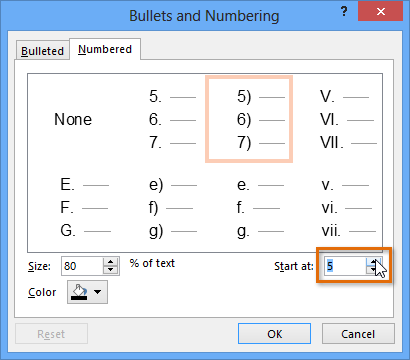 Bullets and Numbering
? ×
Bulleted Numbered
None
5.
6.
7.
5)
6)
7)
V.
VI.
VII.
E.
F.
G.
e)
f)
g)
e.
f.
g.
v.
vi.
vii.
Size: 80 % of text Start at: 5
Color
Reset OK Cancel